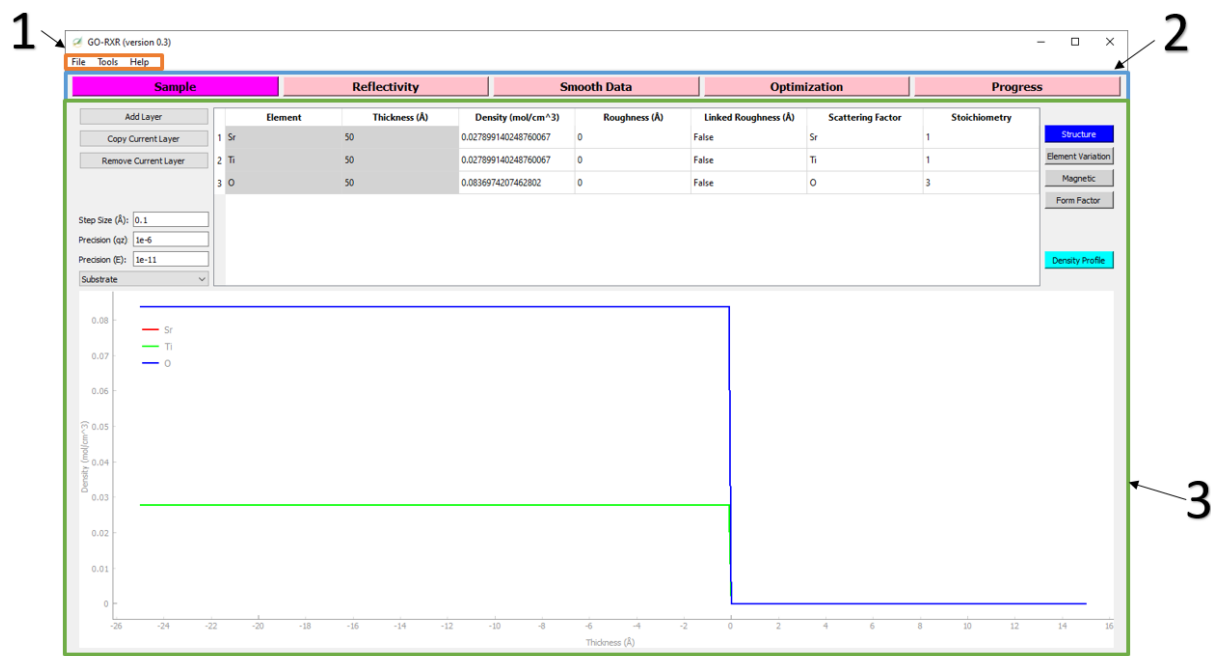 1
2
GO-RXR (version 0.3)
File Tools Help
Sample Reflectivity Smooth Data Optimization Progress
Add Layer
Copy Current Layer
Remove Current Layer
Step Size (Å): 0.1
Precision (qz) 1e-6
Precision (E): 1e-11
Substrate
Element Thickness (Å) Density (mol/cm^3) Roughness (Å) Linked Roughness (Å) Scattering Factor Stoichiometry
1 Sr 50 0.027899140248760067 0 False Sr 1
2 Ti 50 0.027899140248760067 0 False Ti 1
3 O 50 0.0836974207462802 0 False O 3
Structure
Element Variation
Magnetic
Form Factor
Density Profile
Sr
Ti
O
Density (mol/cm^3)
0.08
0.07
0.06
0.05
0.04
0.03
0.02
0.01
0
-26 -24 -22 -20 -18 -16 -14 -12 -10 -8 -6 -4 -2 0 2 4 6 8 10 12 14 16
Thickness (Å)
3